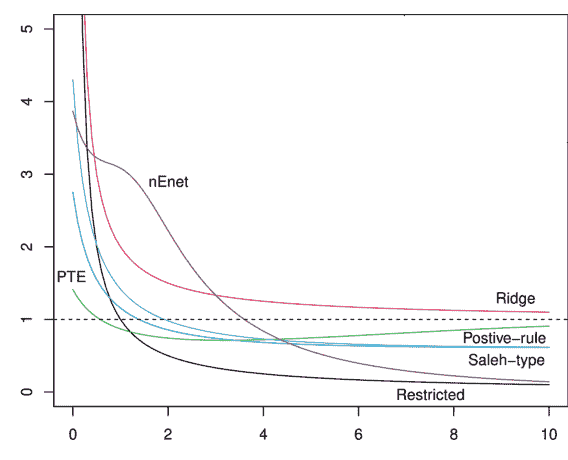 5
4
nEnet
3
2
PTE
Ridge
1
Postive-rule
Saleh-type
0
Restricted
0 2 4 6 8 10